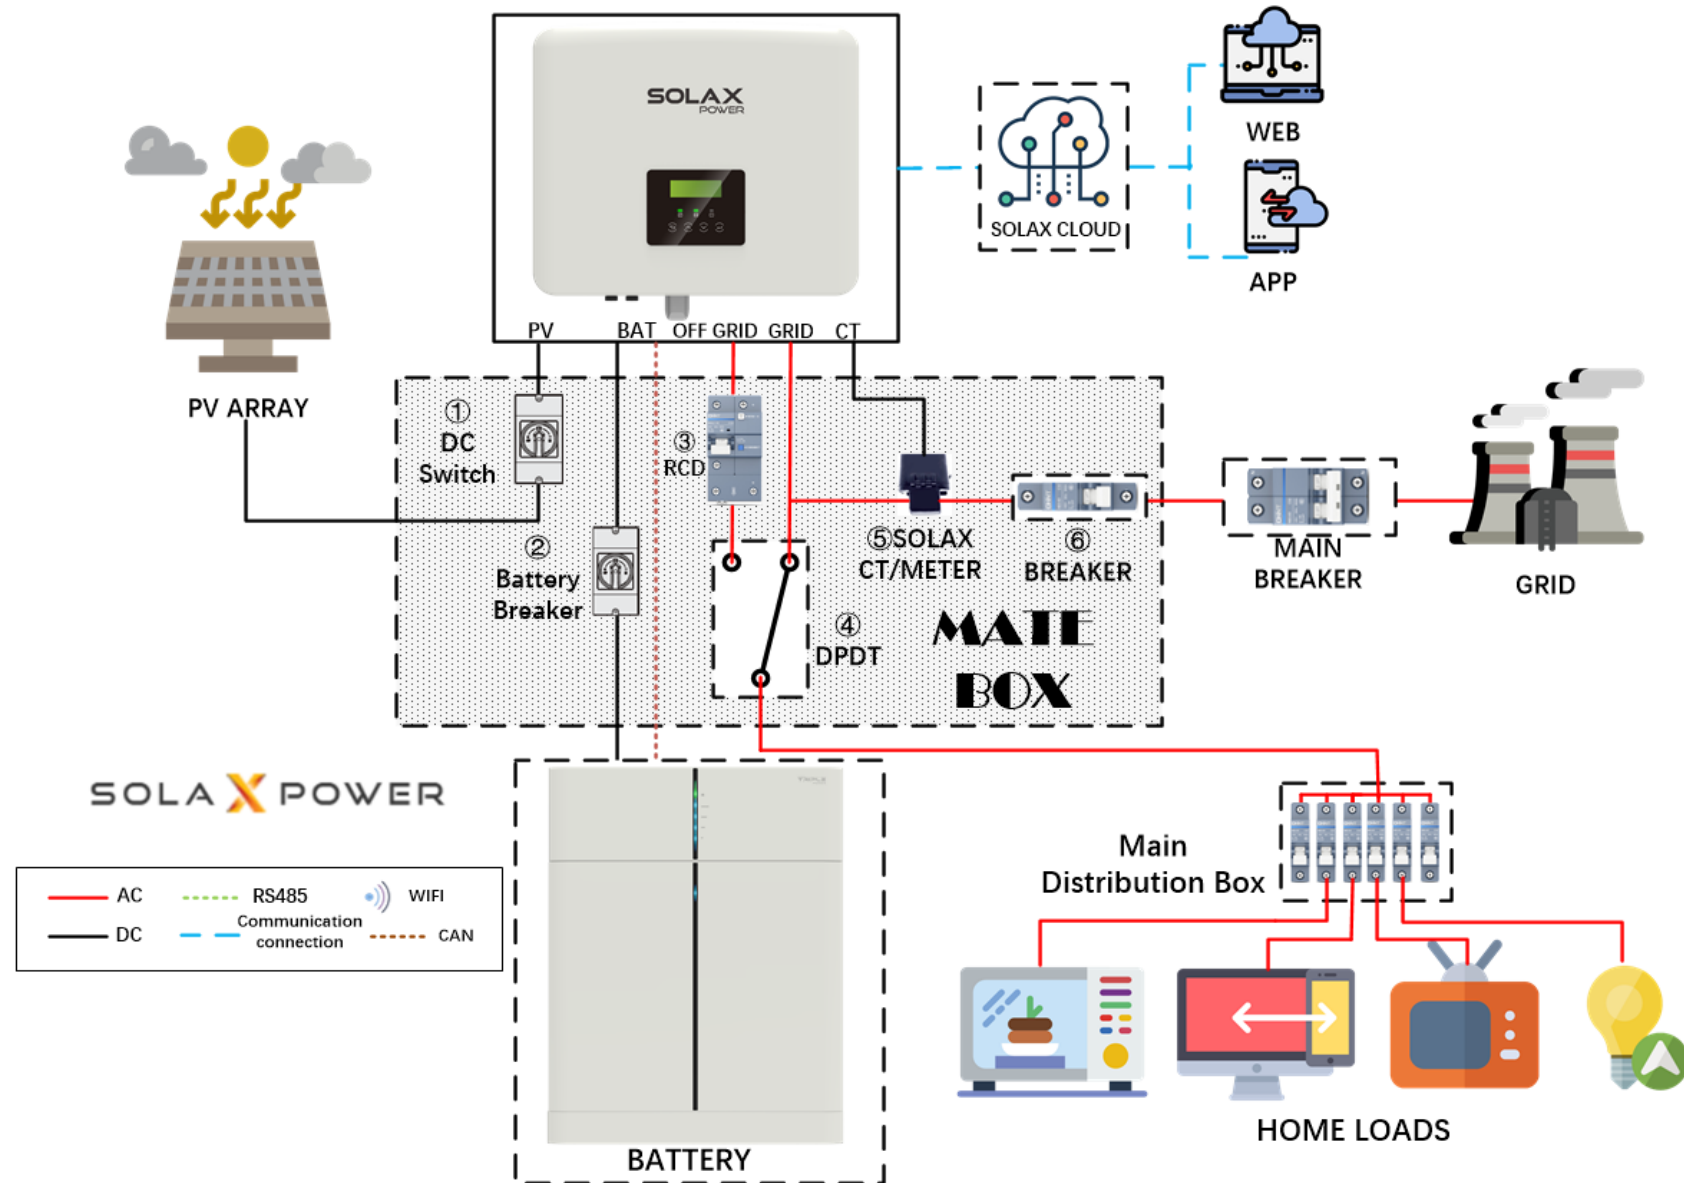 SOLAX
POWER
WEB
SOLAX CLOUD
APP
PV BAT OFF GRID GRID CT
PV ARRAY
①
DC
Switch
②
Battery
Breaker
③
RCD
④
DPDT
⑤SOLAX
CT/METER
⑥
BREAKER
MATE
BOX
MAIN
BREAKER
GRID
SOLAX POWER
AC
RS485
WIFI
DC
Communication
connection
CAN
Main
Distribution Box
BATTERY
HOME LOADS